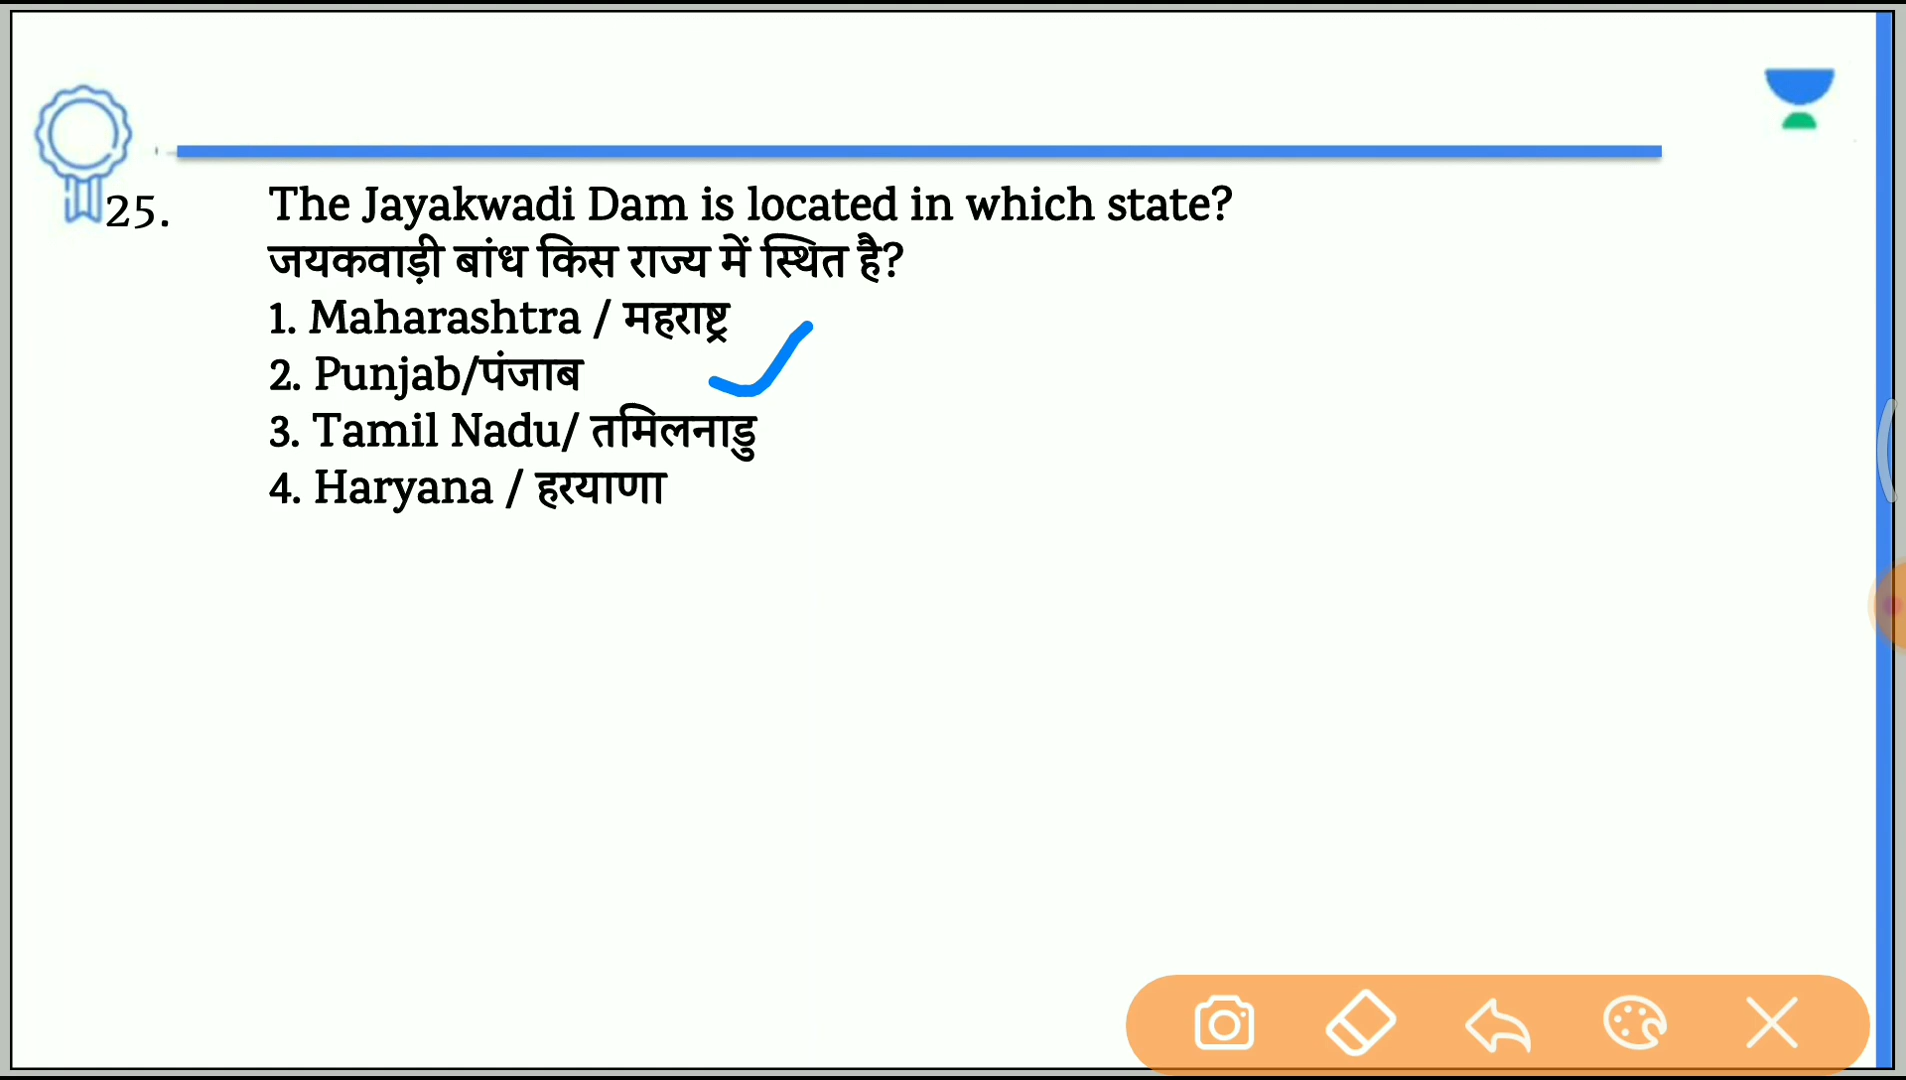 25. The Jayakwadi Dam is located in which state?
जयकवाड़ी बांध किस राज्य में स्थित है?
1. Maharashtra / महराष्ट्र
2. Punjab/पंजाब
3. Tamil Nadu/ तमिलनाडु
4. Haryana / हरयाणा